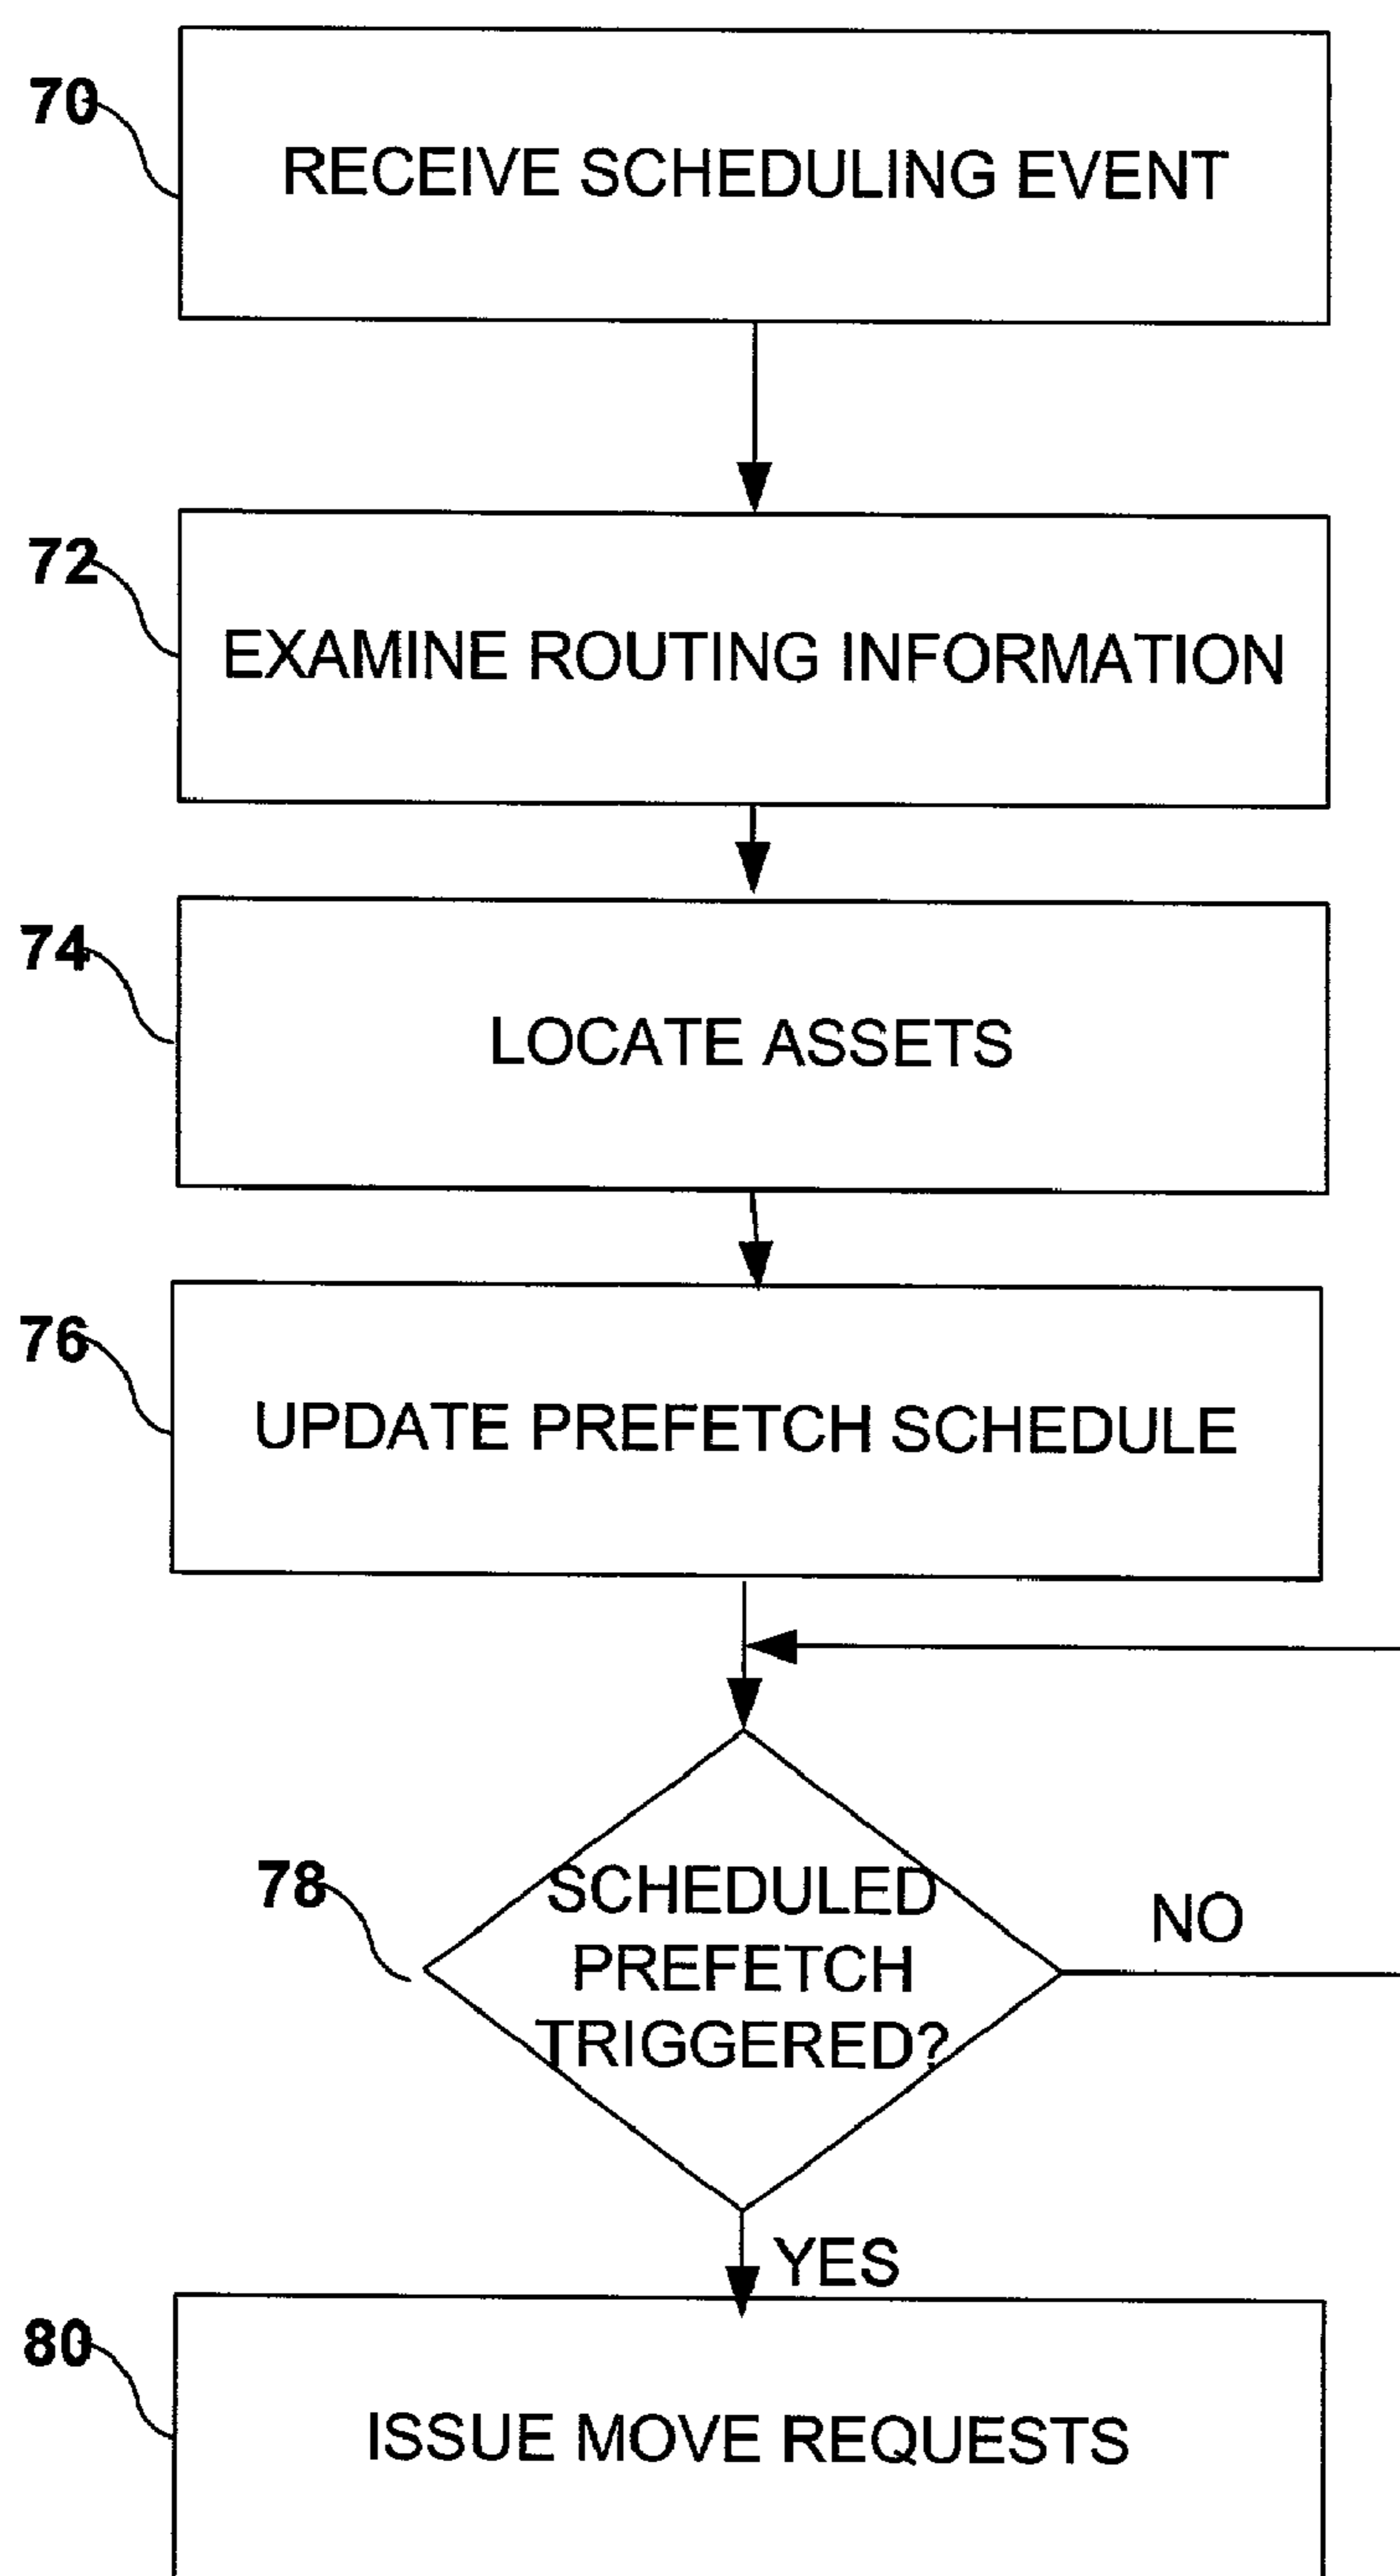 70
RECEIVE SCHEDULING EVENT
72
EXAMINE ROUTING INFORMATION
74
LOCATE ASSETS
76
UPDATE PREFETCH SCHEDULE
78
SCHEDULED
PREFETCH
TRIGGERED?
NO
YES
80
ISSUE MOVE REQUESTS